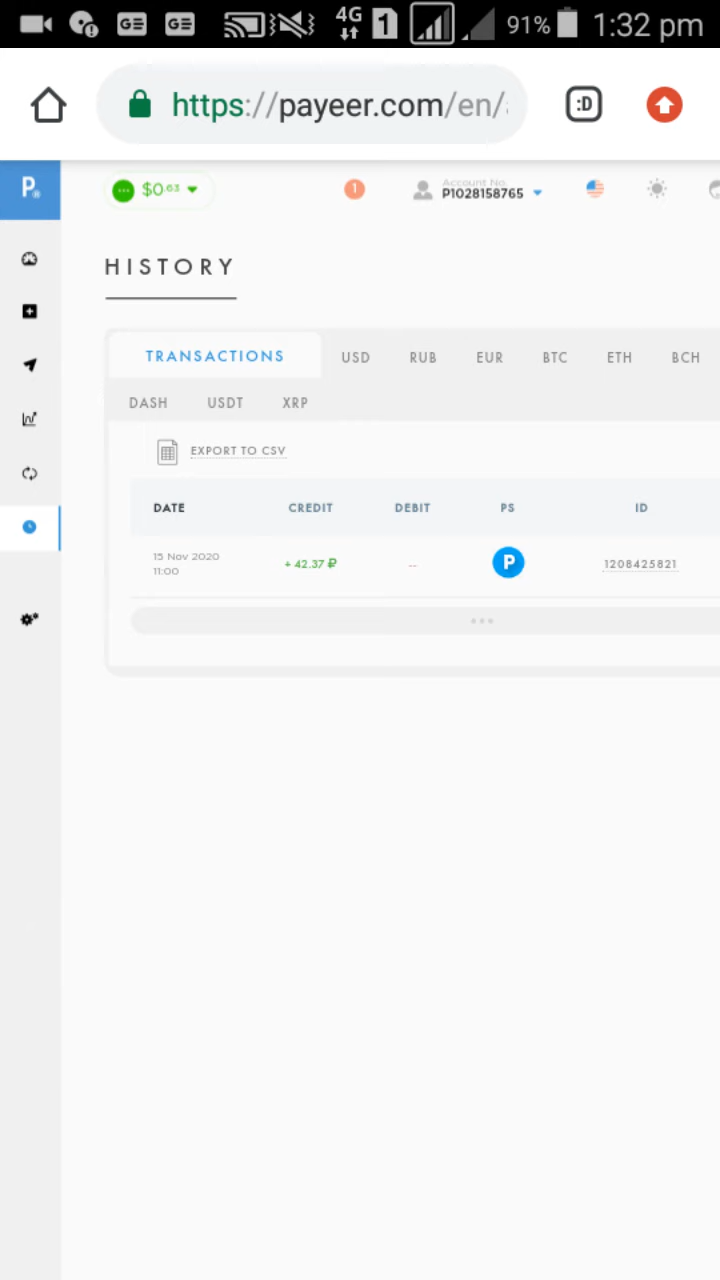 4G
1
91%
1:32 pm
https://payeer.com/en/
:D
P
$0.63
1
Account No.
P1028158765
HISTORY
TRANSACTIONS USD RUB EUR BTC ETH BCH
DASH USDT XRP
EXPORT TO CSV
DATE CREDIT DEBIT PS ID
15 Nov 2020
11:00
+ 42.37 ₽
--
P
1208425821